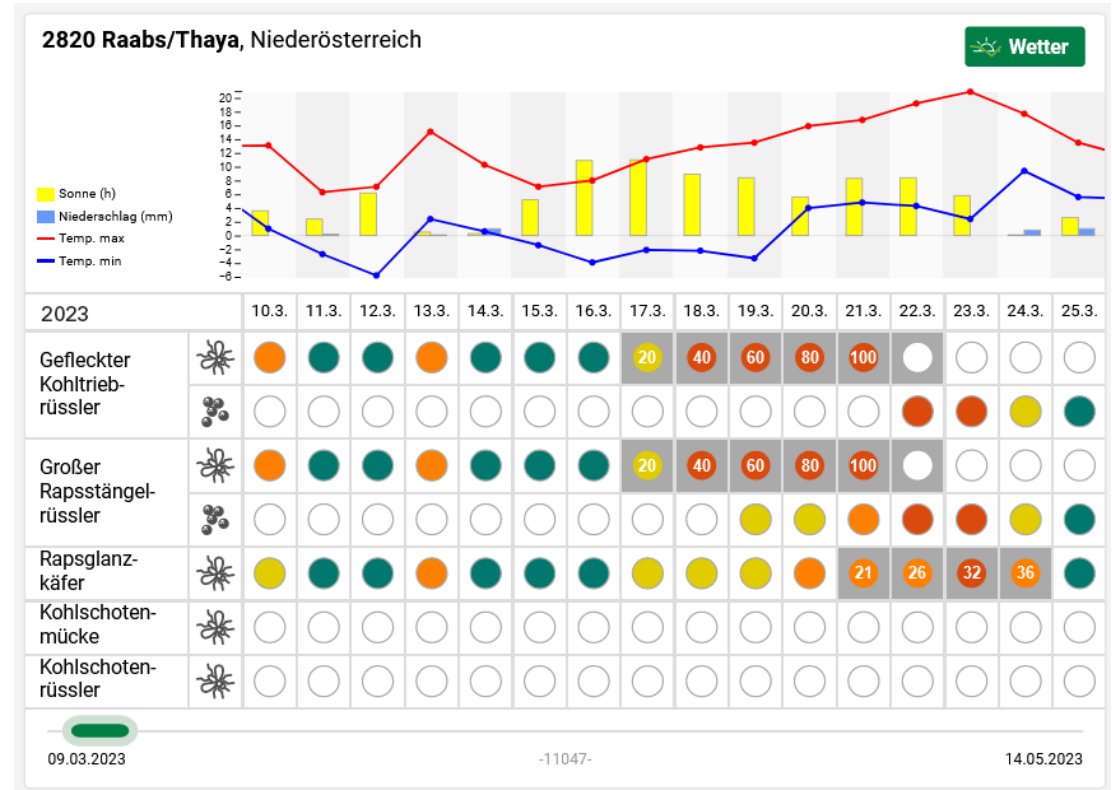 2820 Raabs/Thaya, Niederösterreich
Wetter
20
18
16
14
12
10
8
6
4
2
0
-2
-4
-6
Sonne (h)
Niederschlag (mm)
Temp. max
Temp. min
2023 10.3. 11.3. 12.3. 13.3. 14.3. 15.3. 16.3. 17.3. 18.3. 19.3. 20.3. 21.3. 22.3. 23.3. 24.3. 25.3.
Gefleckter
Kohltrieb-
rüssler
20 40 60 80 100
Großer
Rapsstängel-
rüssler
20 40 60 80 100
Rapsglanz-
käfer
21 26 32 36
Kohlschoten-
mücke
Kohlschoten-
rüssler
09.03.2023 -11047- 14.05.2023